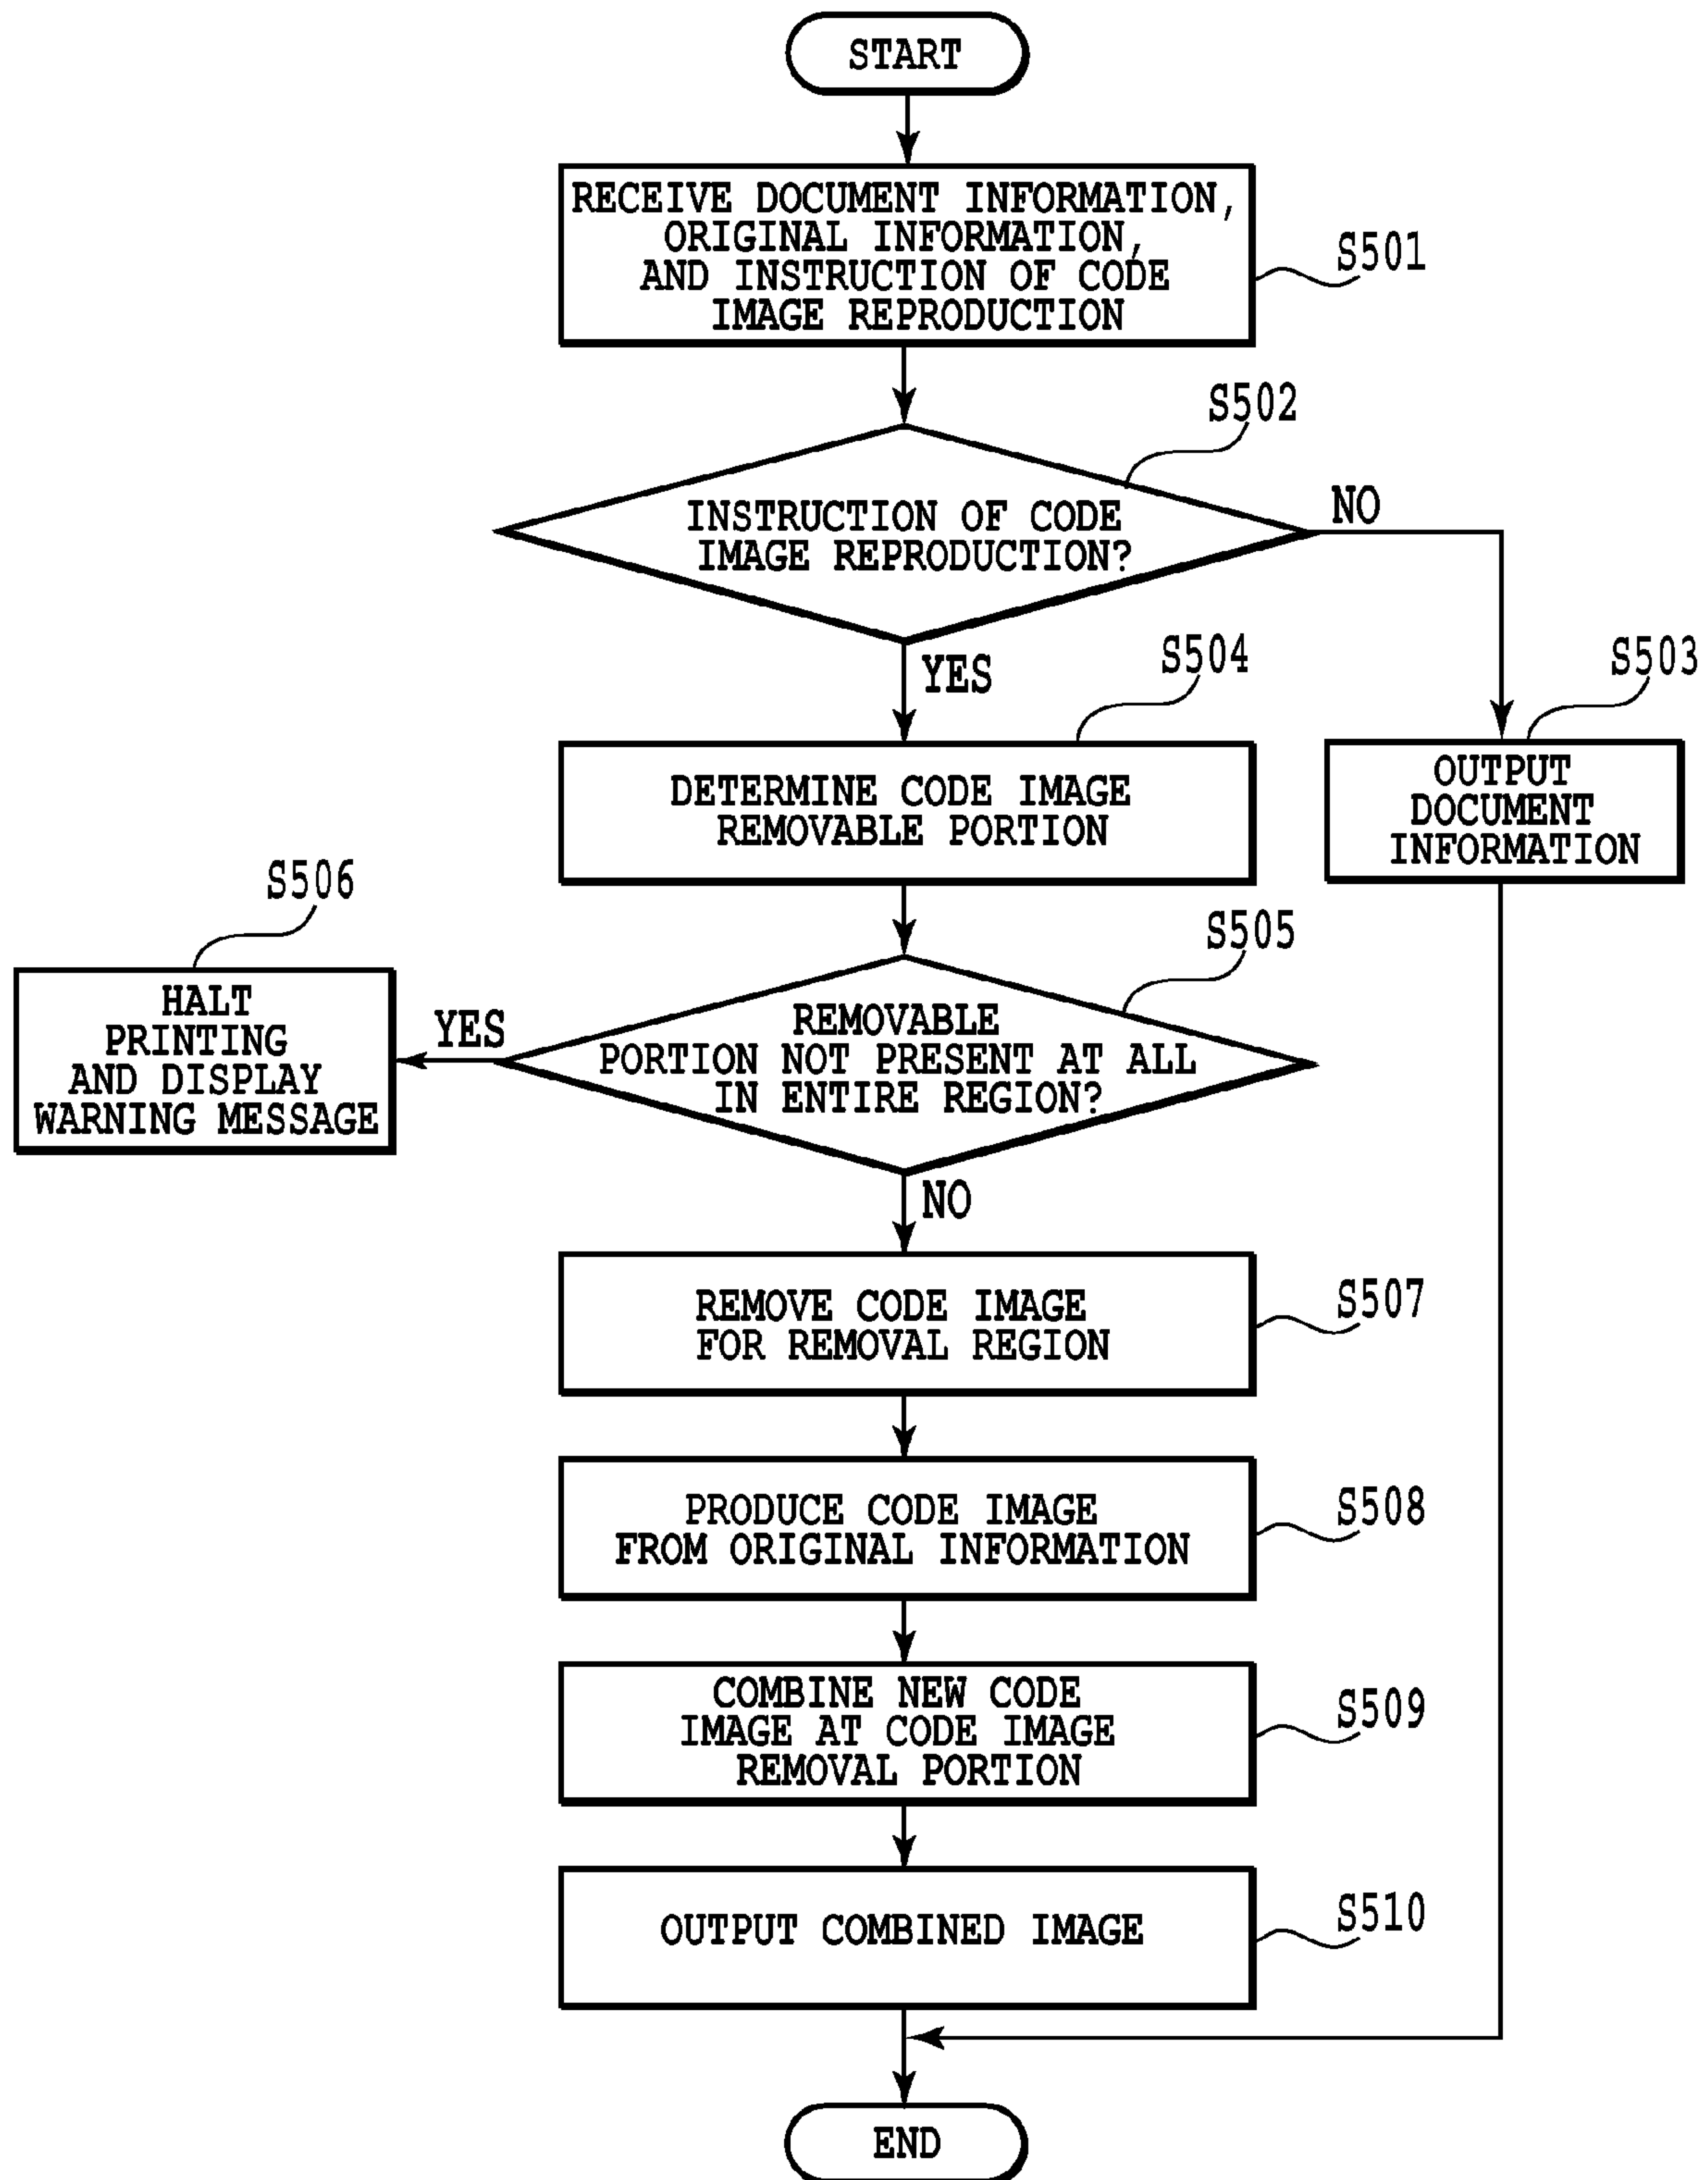 START
RECEIVE DOCUMENT INFORMATION,
ORIGINAL INFORMATION,
AND INSTRUCTION OF CODE
IMAGE REPRODUCTION
S501
S502
INSTRUCTION OF CODE
IMAGE REPRODUCTION?
NO
YES
S504
S503
DETERMINE CODE IMAGE
REMOVABLE PORTION
OUTPUT
DOCUMENT
INFORMATION
S506
S505
HALT
PRINTING
AND DISPLAY
WARNING MESSAGE
YES
REMOVABLE
PORTION NOT PRESENT AT ALL
IN ENTIRE REGION?
NO
REMOVE CODE IMAGE
FOR REMOVAL REGION
S507
PRODUCE CODE IMAGE
FROM ORIGINAL INFORMATION
S508
COMBINE NEW CODE
IMAGE AT CODE IMAGE
REMOVAL PORTION
S509
OUTPUT COMBINED IMAGE
S510
END